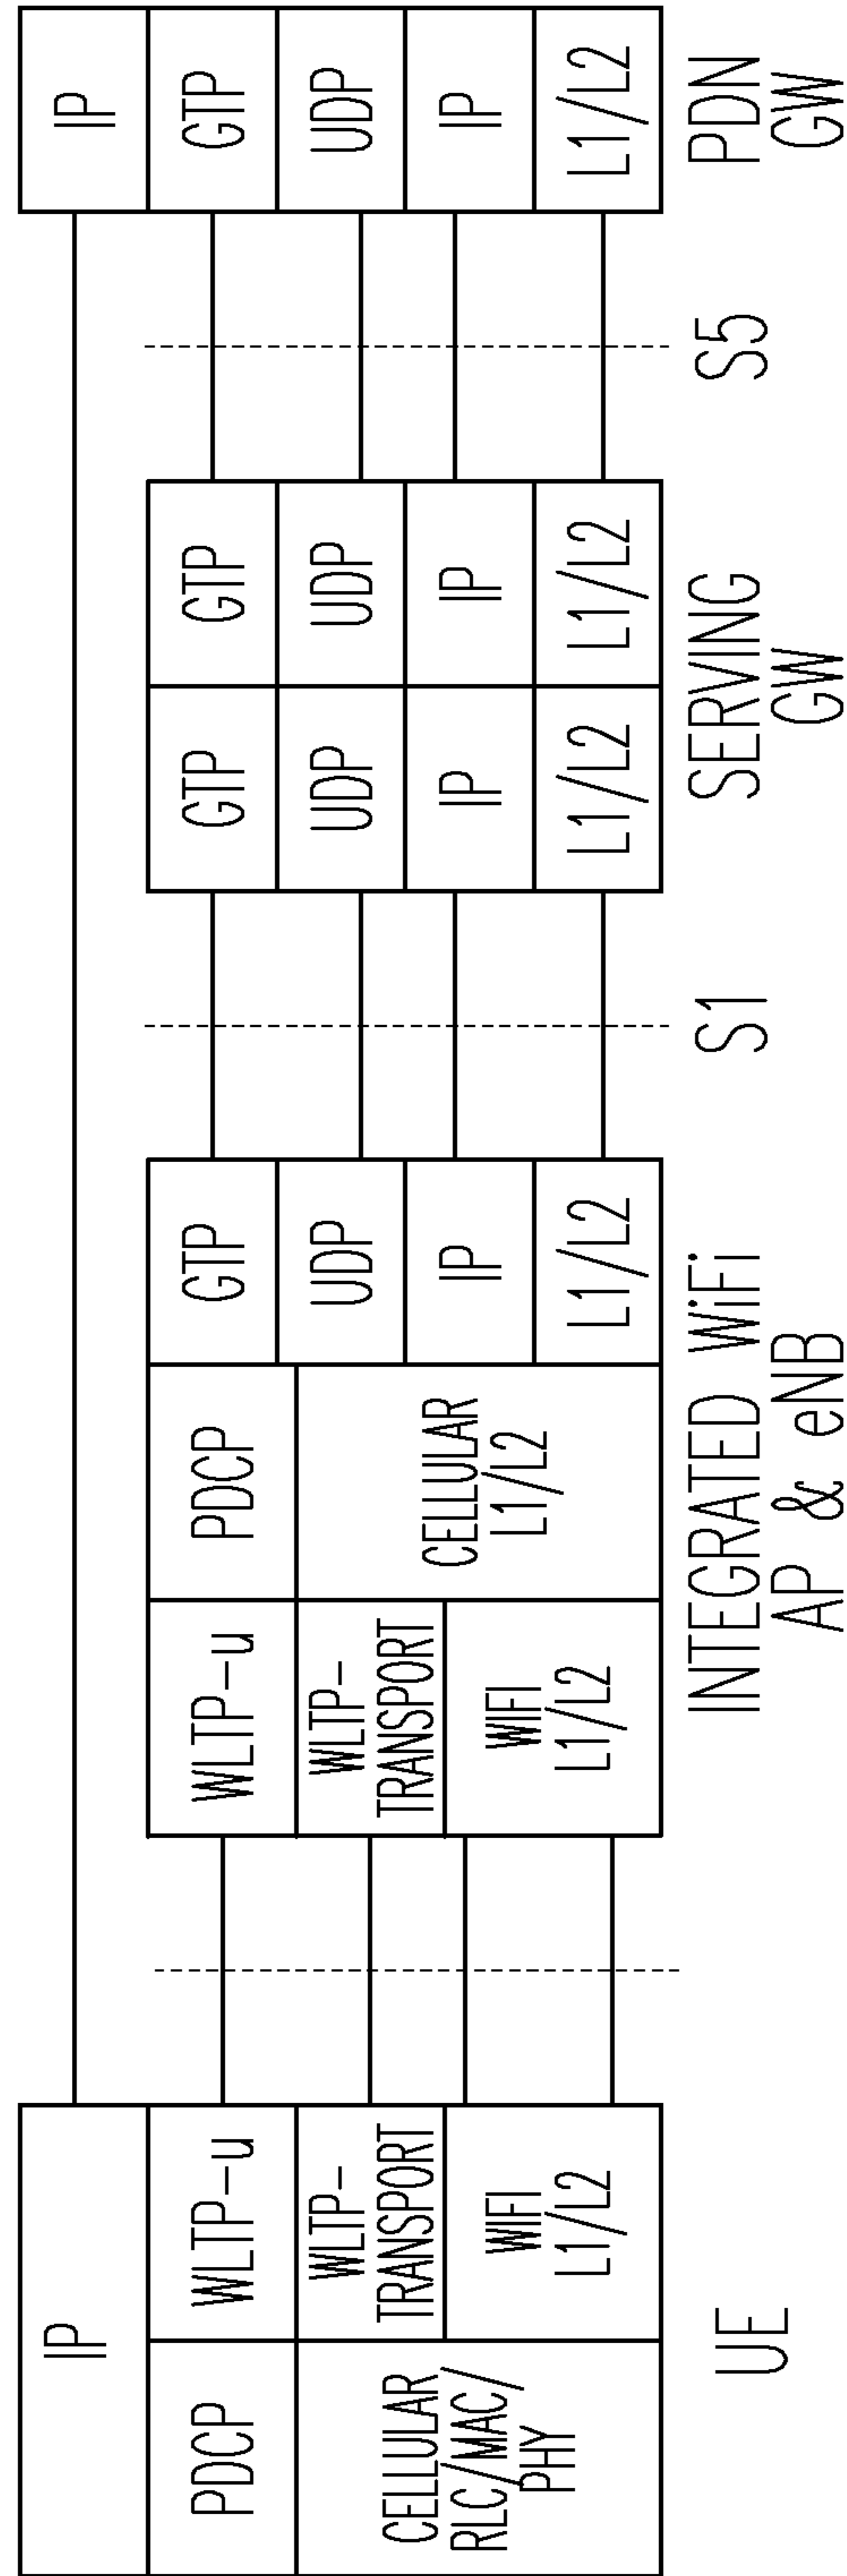 IP
PDCP
CELLULAR
RLC/MAC/
PHY
WLTP-u
WLTP-
TRANSPORT
WIFI
L1/L2
UE
WLTP-u
WLTP-
TRANSPORT
WIFI
L1/L2
PDCP
CELLULAR
L1/L2
GTP
UDP
IP
L1/L2
INTEGRATED WiFi
AP & eNB
S1
GTP
UDP
IP
L1/L2
GTP
UDP
IP
L1/L2
SERVING
GW
S5
IP
GTP
UDP
IP
L1/L2
PDN
GW